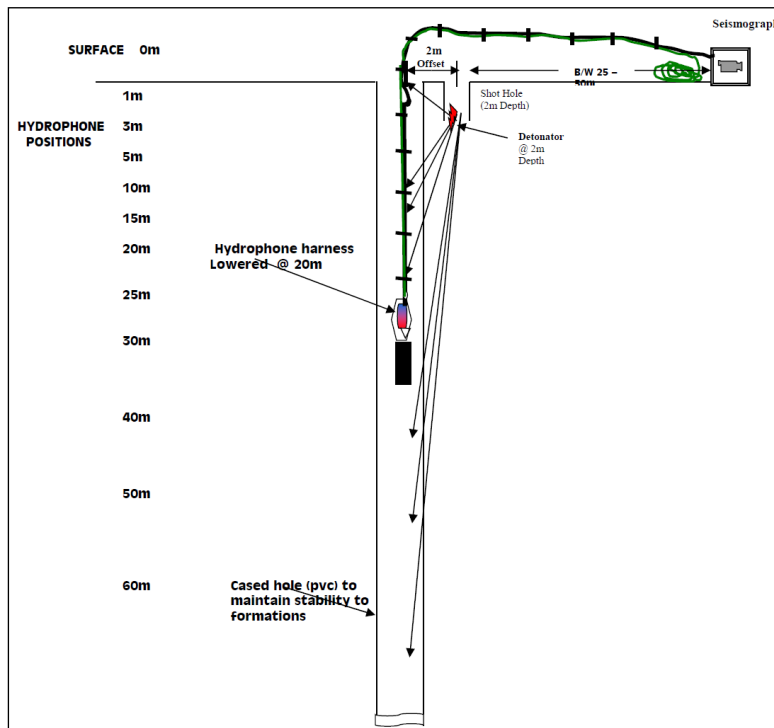 Seismograph
SURFACE 0m
2m
Offset
B/W 25 –
50m
1m
Shot Hole
(2m Depth)
HYDROPHONE
POSITIONS
3m
Detonator
@ 2m
Depth
5m
10m
15m
20m
Hydrophone harness
Lowered @ 20m
25m
30m
40m
50m
60m
Cased hole (pvc) to
maintain stability to
formations